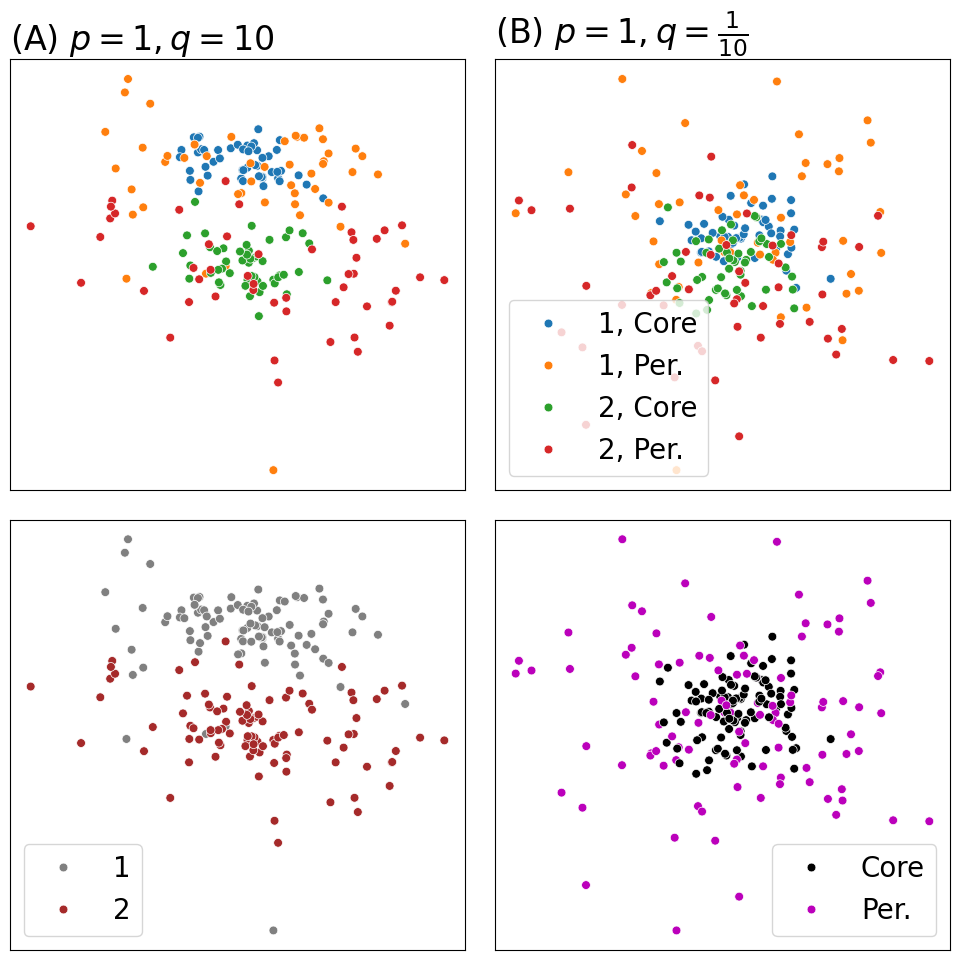 (A) p = 1, q = 10
(B) p = 1, q = 1/10
1, Core
1, Per.
2, Core
2, Per.
1
2
Core
Per.